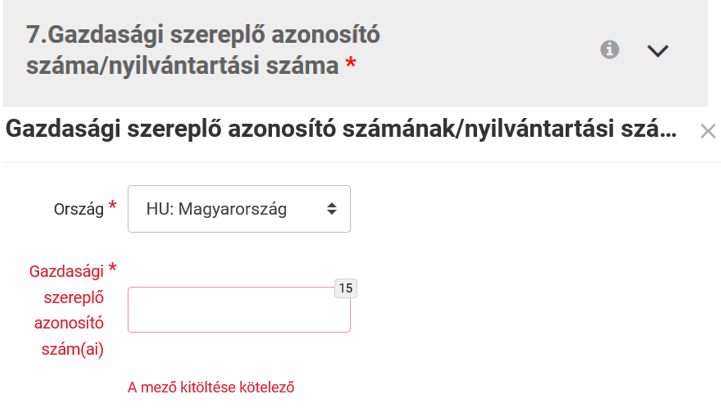 7.Gazdasági szereplő azonosító
száma/nyilvántartási száma *
Gazdasági szereplő azonosító számának/nyilvántartási szá...
Ország * HU: Magyarország
Gazdasági *
szereplő
azonosító
szám(ai)
15
A mező kitöltése kötelező